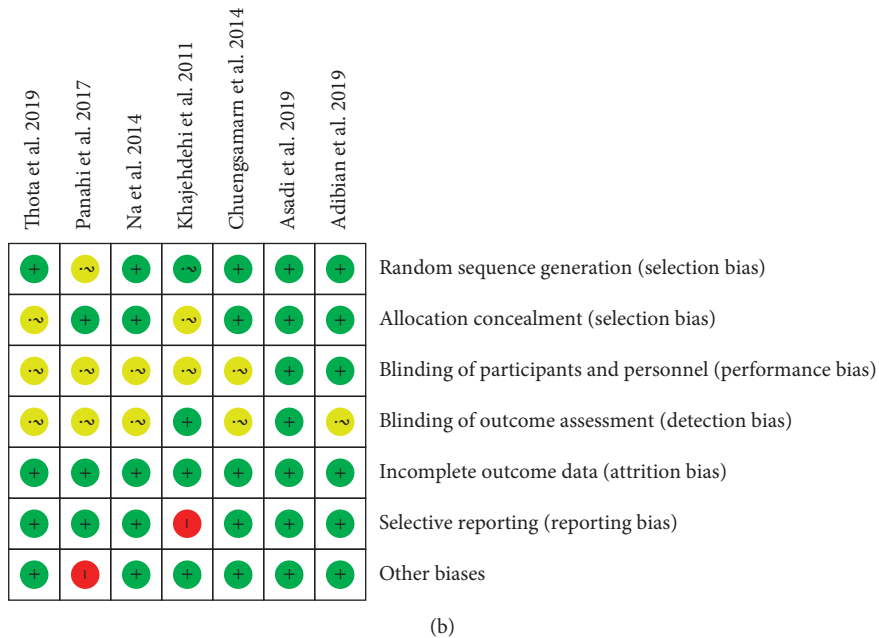 Thota et al. 2019
Panahi et al. 2017
Na et al. 2014
Khajehdehi et al. 2011
Chuengsamarn et al. 2014
Asadi et al. 2019
Adibian et al. 2019
+ ? + ? + + + Random sequence generation (selection bias)
? + + ? + + + Allocation concealment (selection bias)
? ? ? ? ? + + Blinding of participants and personnel (performance bias)
? ? ? + ? + ? Blinding of outcome assessment (detection bias)
+ + + + + + + Incomplete outcome data (attrition bias)
+ + + – + + + Selective reporting (reporting bias)
+ – + + + + + Other biases
(b)